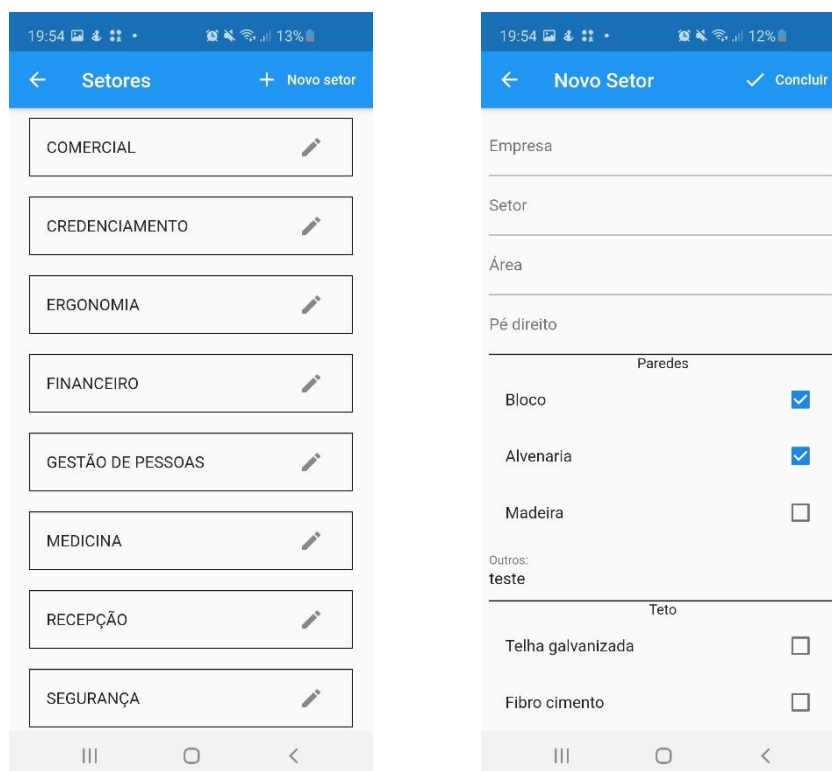 19:54
13%
Setores
+ Novo setor
COMERCIAL
CREDENCIAMENTO
ERGONOMIA
FINANCEIRO
GESTÃO DE PESSOAS
MEDICINA
RECEPÇÃO
SEGURANÇA
19:54
12%
Novo Setor
Concluir
Empresa
Setor
Área
Pé direito
Paredes
Bloco
Alvenaria
Madeira
Outros:
teste
Teto
Telha galvanizada
Fibro cimento